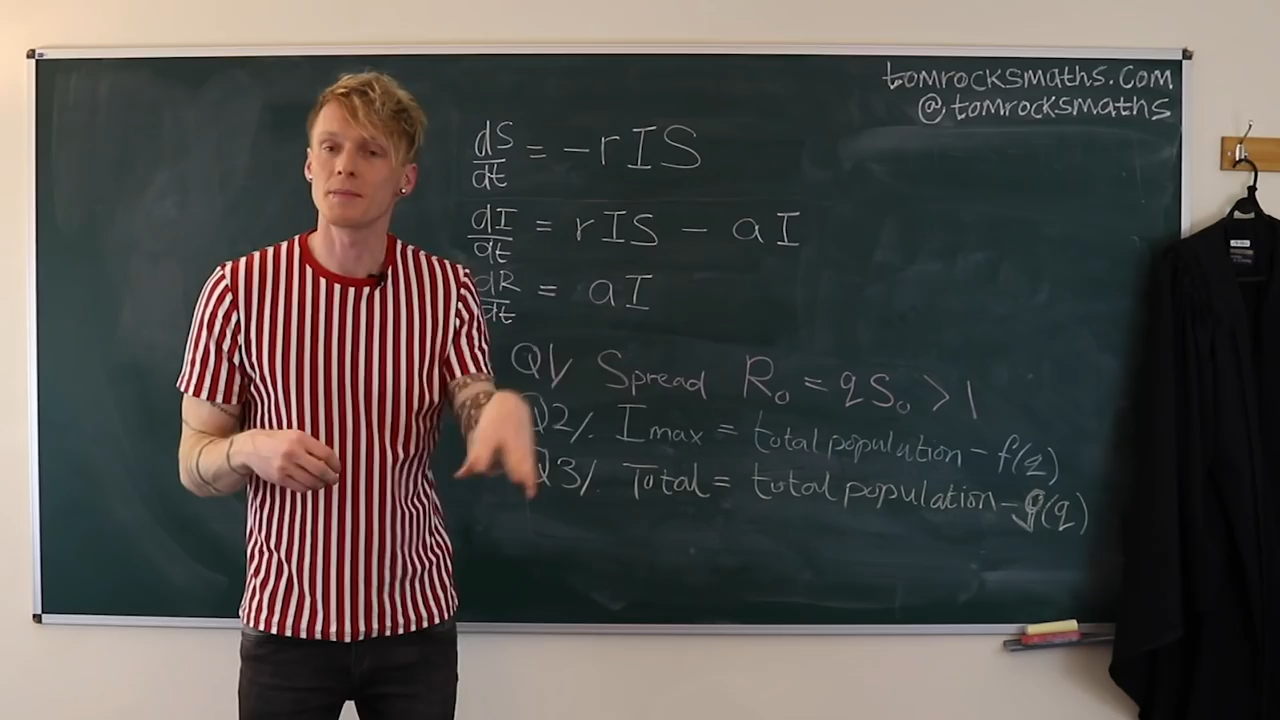 tomrocksmaths.com
@tomrocksmaths
dS/dt = -rIS
dI/dt = rIS - aI
dR/dt = aI
Q1/ Spread R₀ = qS₀ > 1
Q2/. Imax = total population - f(q)
Q3/. Total = total population - g(q)